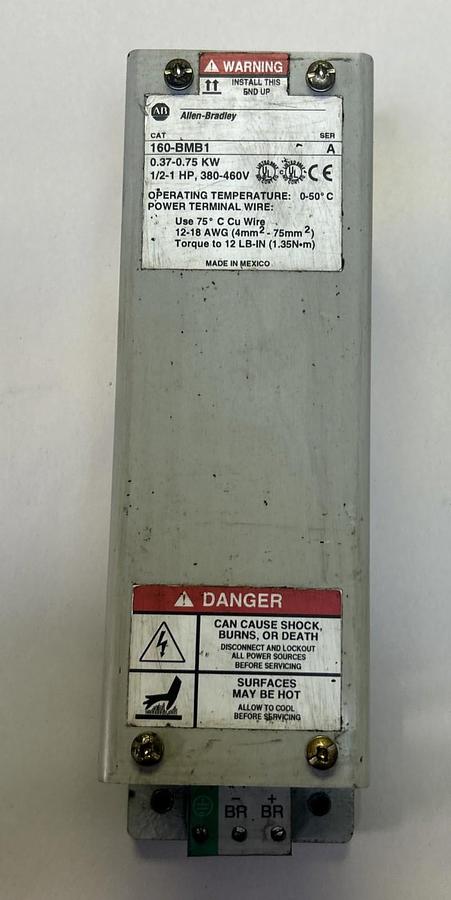 WARNING
INSTALL THIS
END UP
AB Allen-Bradley
CAT SER
160-BMB1 A
0.37-0.75 KW
1/2-1 HP, 380-460V
UL C UL CE
OPERATING TEMPERATURE: 0-50° C
POWER TERMINAL WIRE:
Use 75° C Cu Wire
12-18 AWG (4mm² - 75mm²)
Torque to 12 LB-IN (1.35N•m)
MADE IN MEXICO
DANGER
CAN CAUSE SHOCK,
BURNS, OR DEATH
DISCONNECT AND LOCKOUT
ALL POWER SOURCES
BEFORE SERVICING
SURFACES
MAY BE HOT
ALLOW TO COOL
BEFORE SERVICING
− +
BR BR